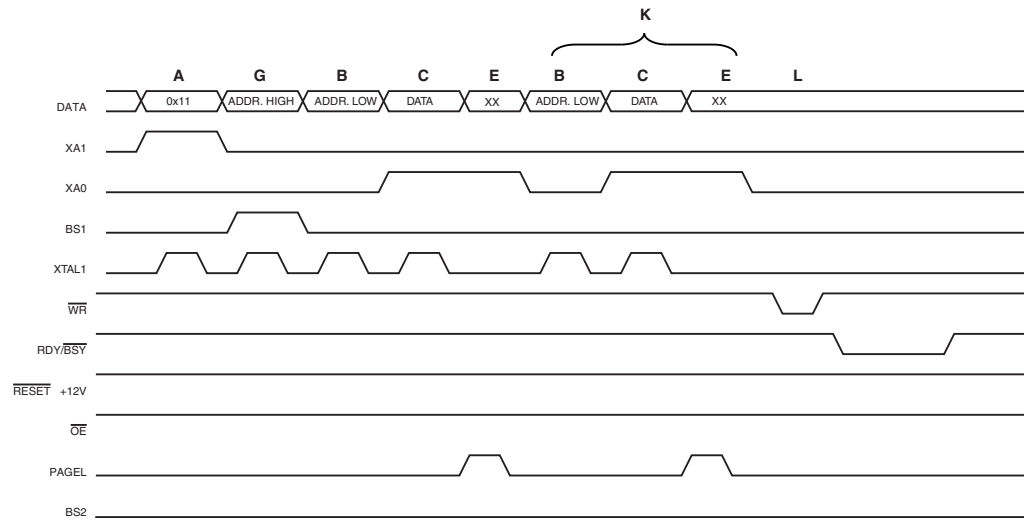 K
A G B C E B C E L
DATA 0x11 ADDR. HIGH ADDR. LOW DATA XX ADDR. LOW DATA XX
XA1
XA0
BS1
XTAL1
WR
RDY/BSY
RESET +12V
OE
PAGEL
BS2